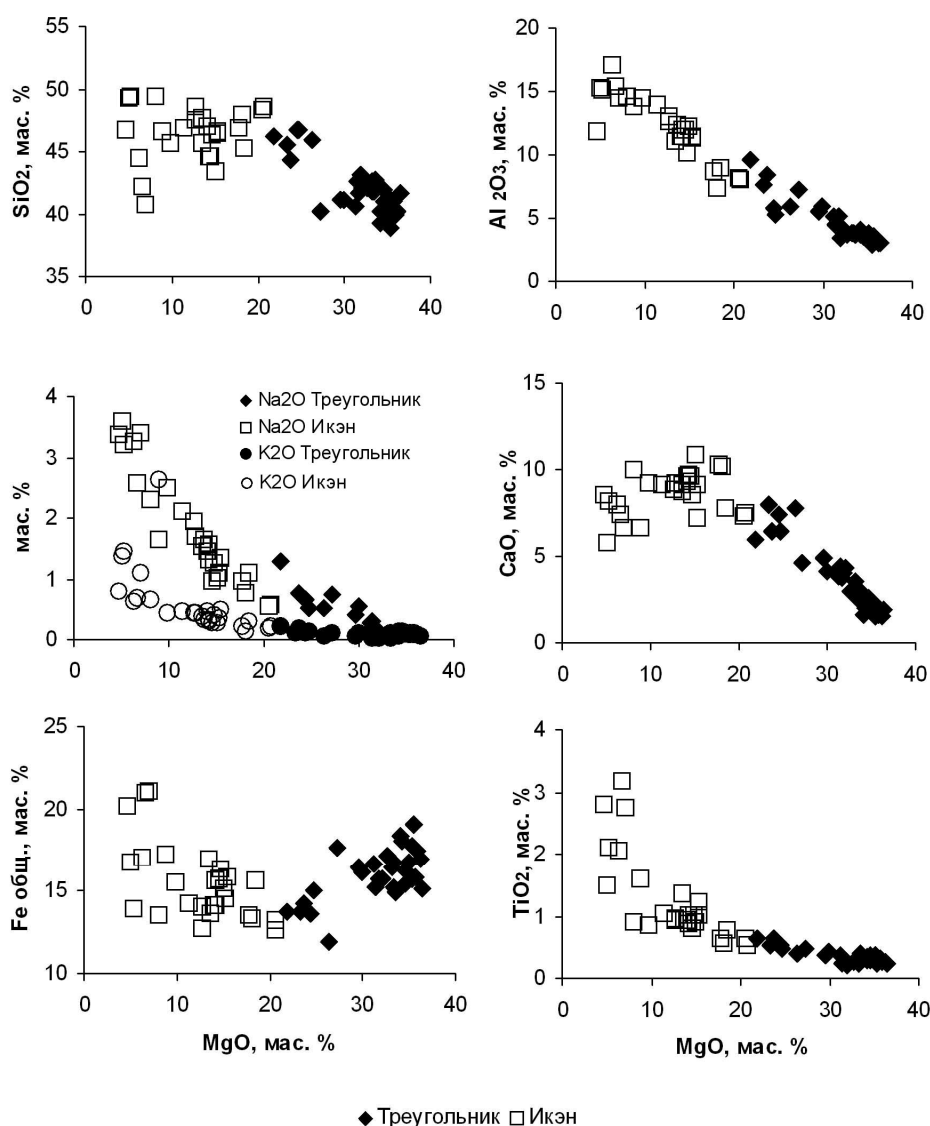 SiO2, мас. %
50
45
40
35
0 10 20 30 40
Al 2O3, мас. %
20
15
10
5
0
0 10 20 30 40
мас. %
4
3
2
1
0
0 10 20 30 40
Na2O Треугольник
Na2O Икэн
K2O Треугольник
K2O Икэн
CaO, мас. %
15
10
5
0
0 10 20 30 40
Fe общ., мас. %
25
20
15
10
0 10 20 30 40
MgO, мас. %
TiO2, мас. %
4
3
2
1
0
0 10 20 30 40
MgO, мас. %
Треугольник Икэн